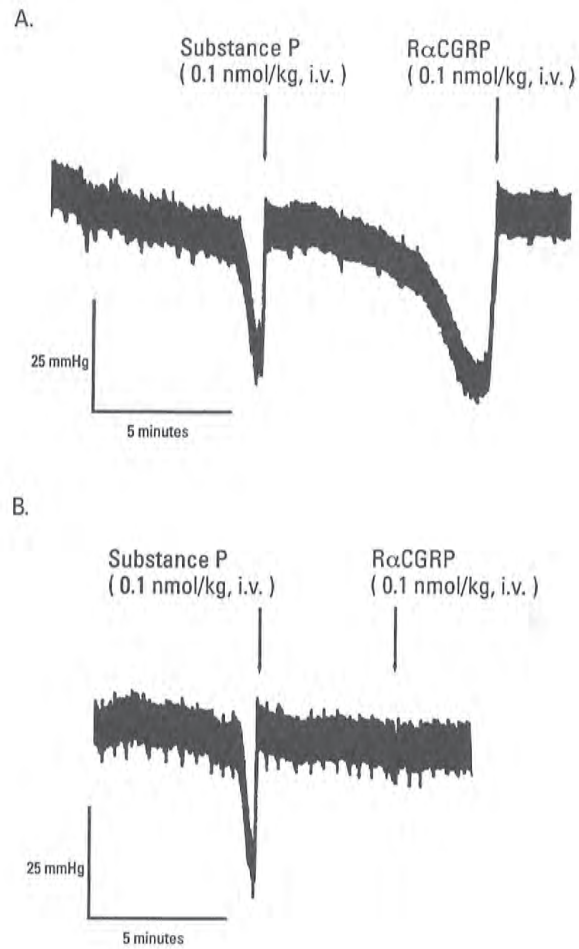 A.
Substance P
( 0.1 nmol/kg, i.v. )
RαCGRP
( 0.1 nmol/kg, i.v. )
25 mmHg
5 minutes
B.
Substance P
( 0.1 nmol/kg, i.v. )
RαCGRP
( 0.1 nmol/kg, i.v. )
25 mmHg
5 minutes